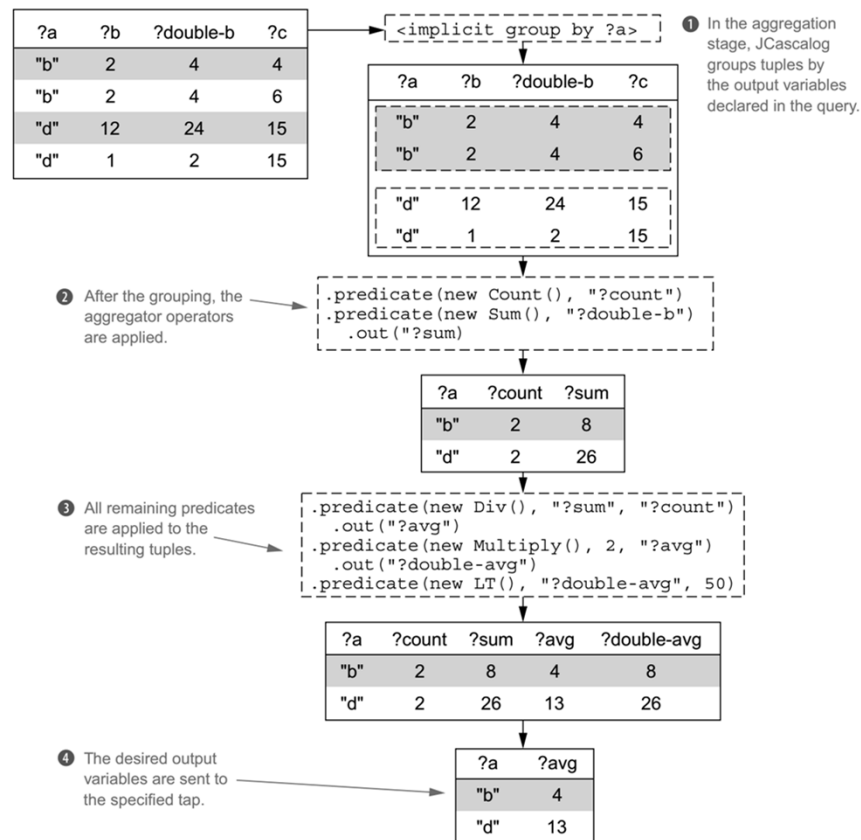 ?a ?b ?double-b ?c
"b" 2 4 4
"b" 2 4 6
"d" 12 24 15
"d" 1 2 15
<implicit group by ?a>
❶ In the aggregation
stage, JCascalog
groups tuples by
the output variables
declared in the query.
?a ?b ?double-b ?c
"b" 2 4 4
"b" 2 4 6
"d" 12 24 15
"d" 1 2 15
❷ After the grouping, the
aggregator operators
are applied.
.predicate(new Count(), "?count")
.predicate(new Sum(), "?double-b")
.out("?sum)
?a ?count ?sum
"b" 2 8
"d" 2 26
❸ All remaining predicates
are applied to the
resulting tuples.
.predicate(new Div(), "?sum", "?count")
.out("?avg")
.predicate(new Multiply(), 2, "?avg")
.out("?double-avg")
.predicate(new LT(), "?double-avg", 50)
?a ?count ?sum ?avg ?double-avg
"b" 2 8 4 8
"d" 2 26 13 26
❹ The desired output
variables are sent to
the specified tap.
?a ?avg
"b" 4
"d" 13